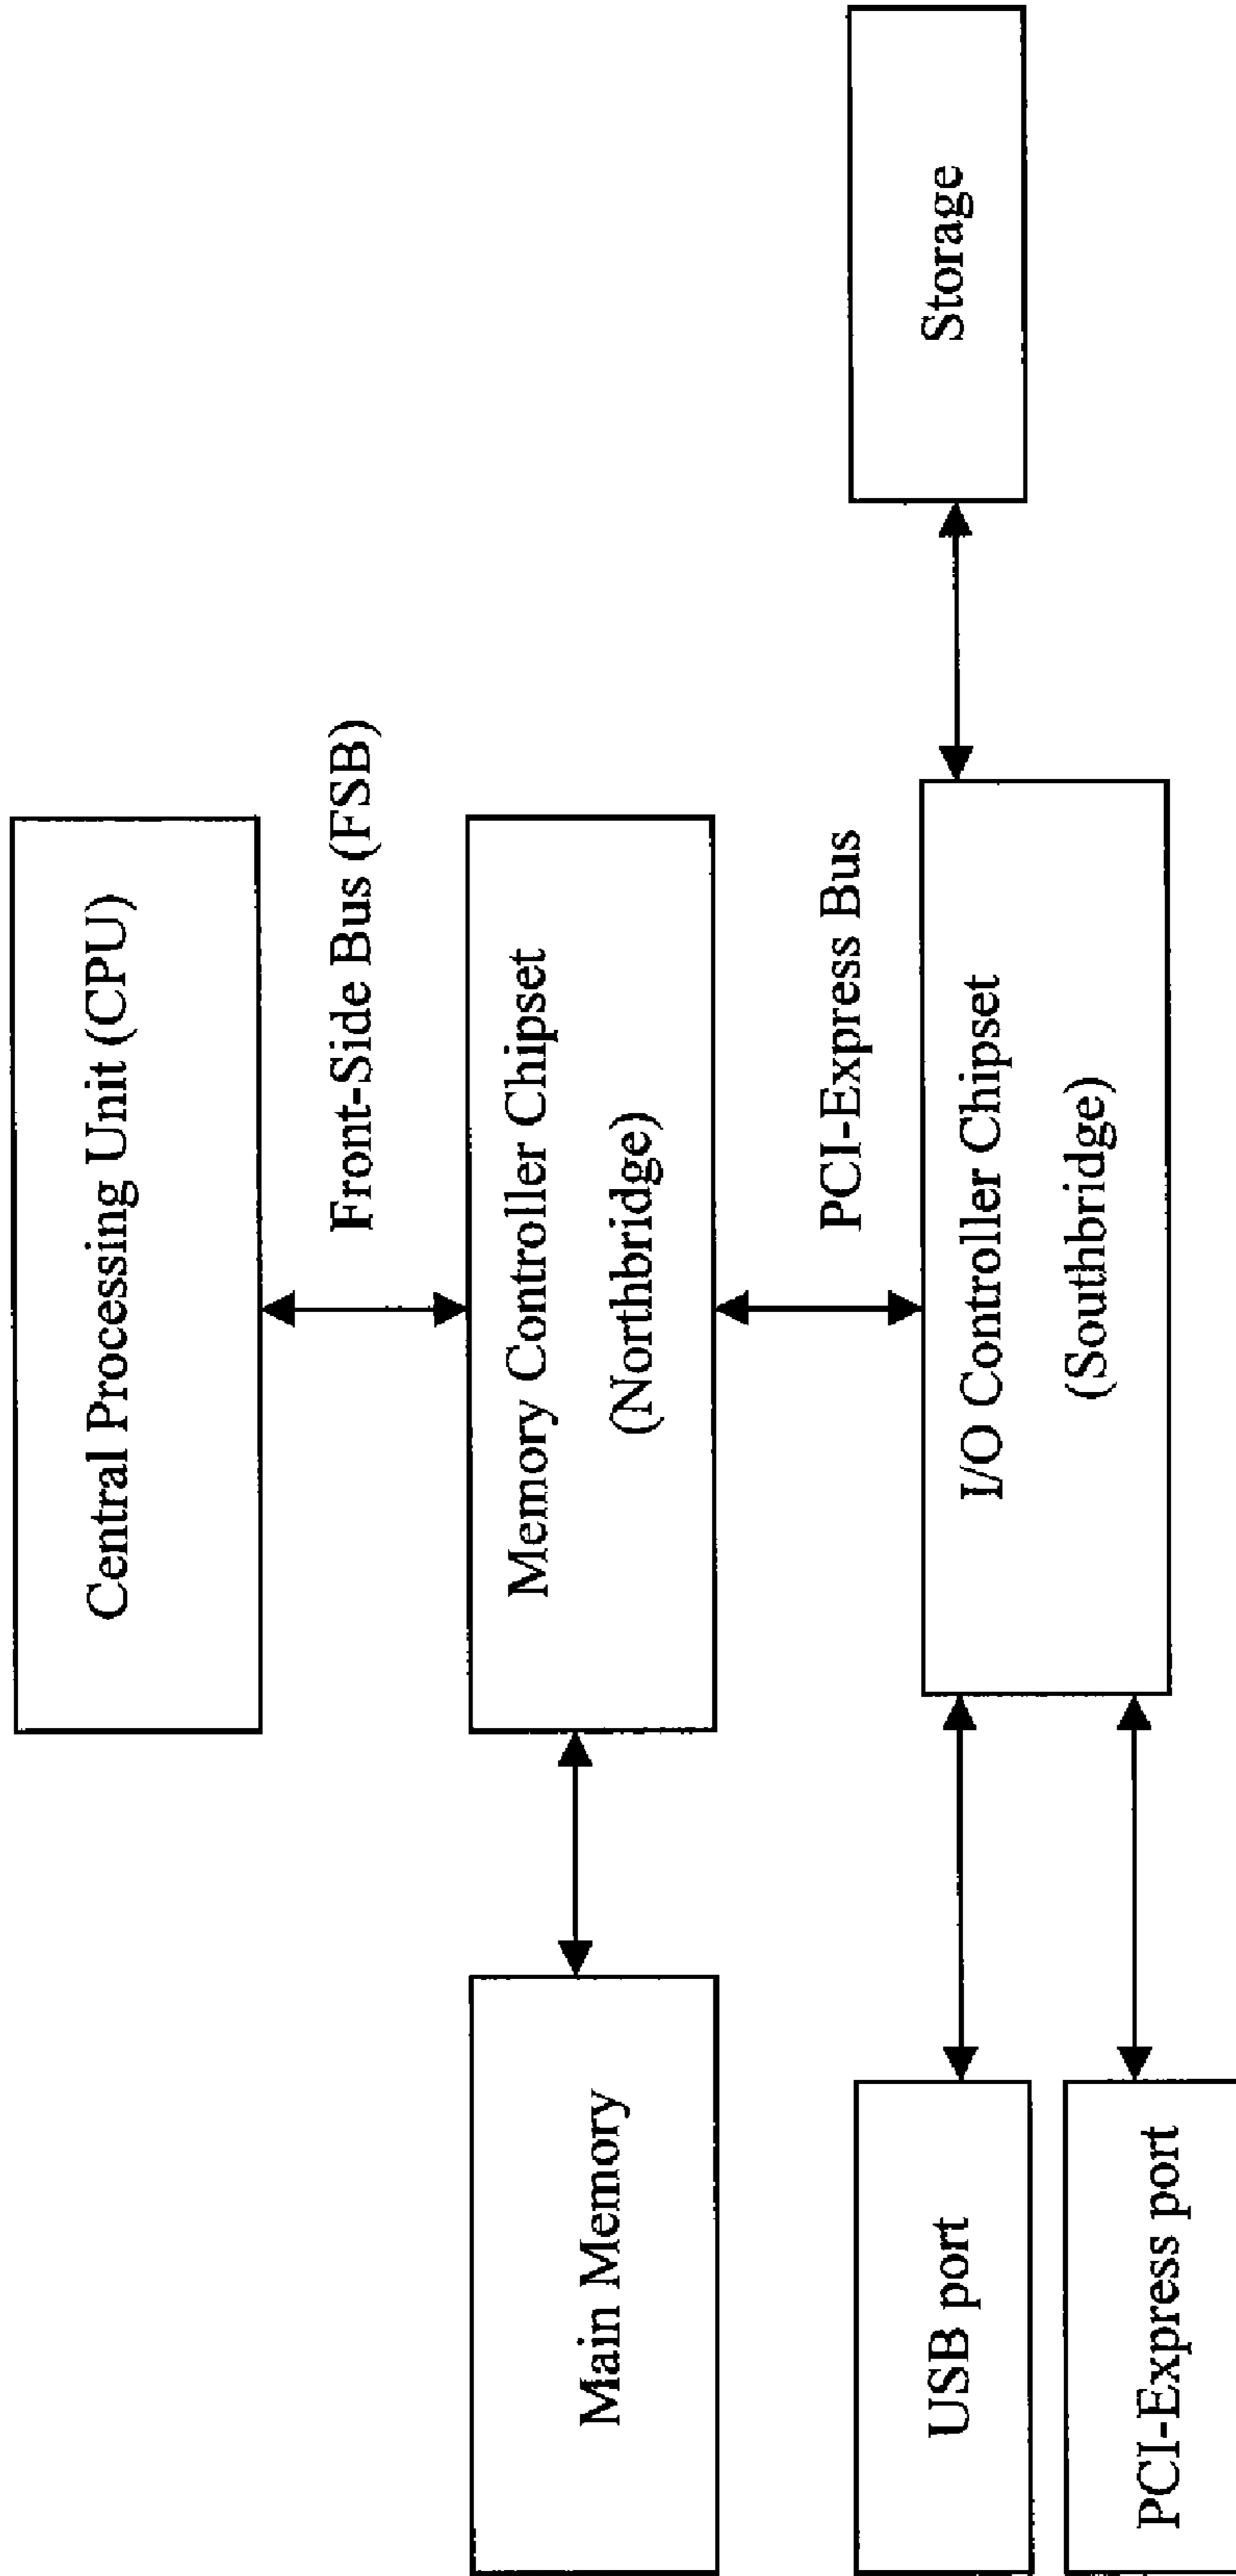 Central Processing Unit (CPU)
Front-Side Bus (FSB)
Main Memory
Memory Controller Chipset
(Northbridge)
PCI-Express Bus
USB port
I/O Controller Chipset
(Southbridge)
Storage
PCI-Express port